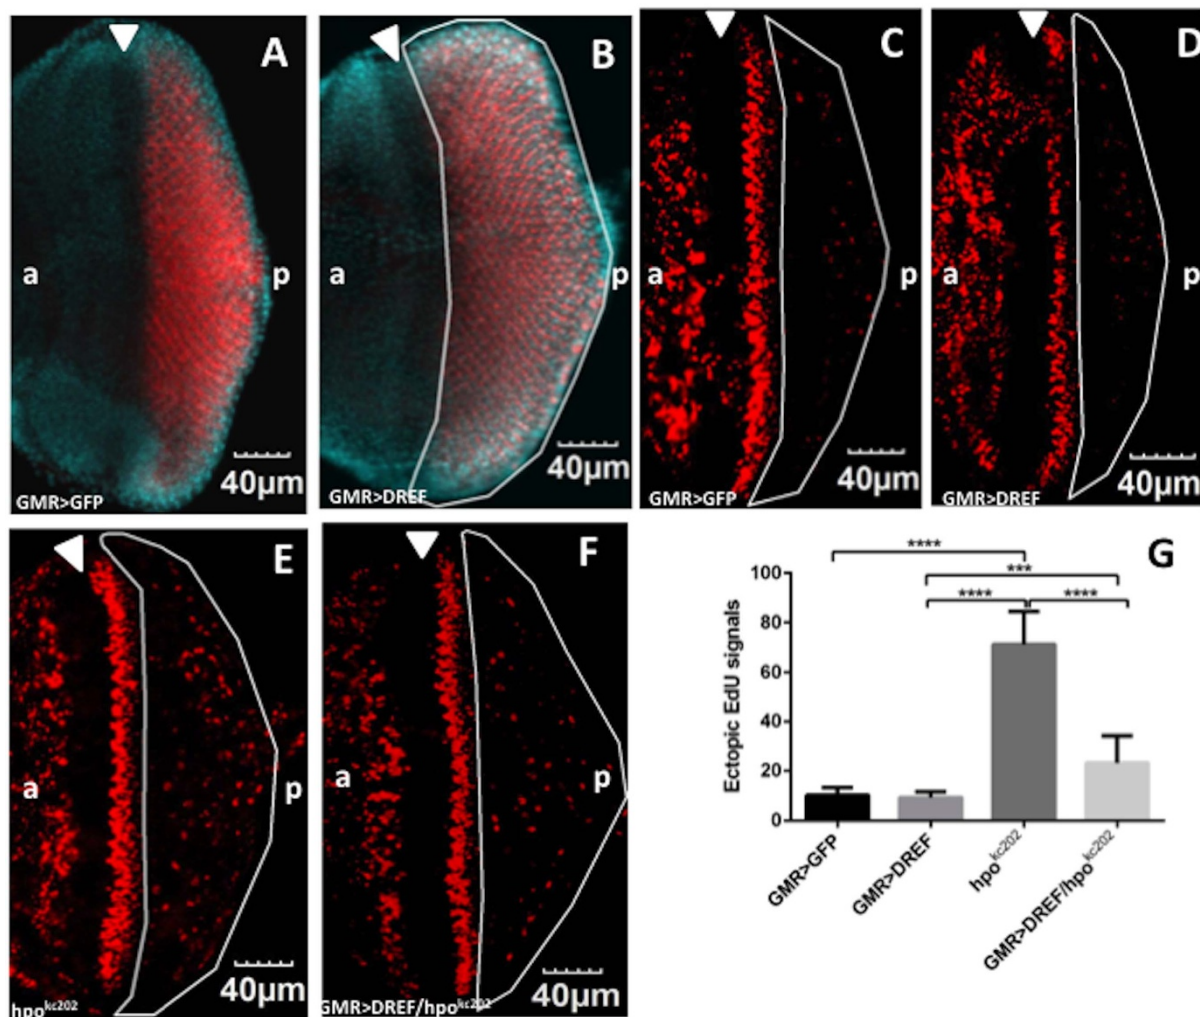 A
a
p
40µm
GMR>GFP
B
a
p
40µm
GMR>DREF
C
a
p
40µm
GMR>GFP
D
a
p
40µm
GMR>DREF
E
a
p
40µm
hpo^kc202
F
a
p
40µm
GMR>DREF/hpo^kc202
G
****
***
**** ****
Ectopic EdU signals
100
80
60
40
20
0
GMR>GFP
GMR>DREF
hpo^kc202
GMR>DREF/hpo^kc202